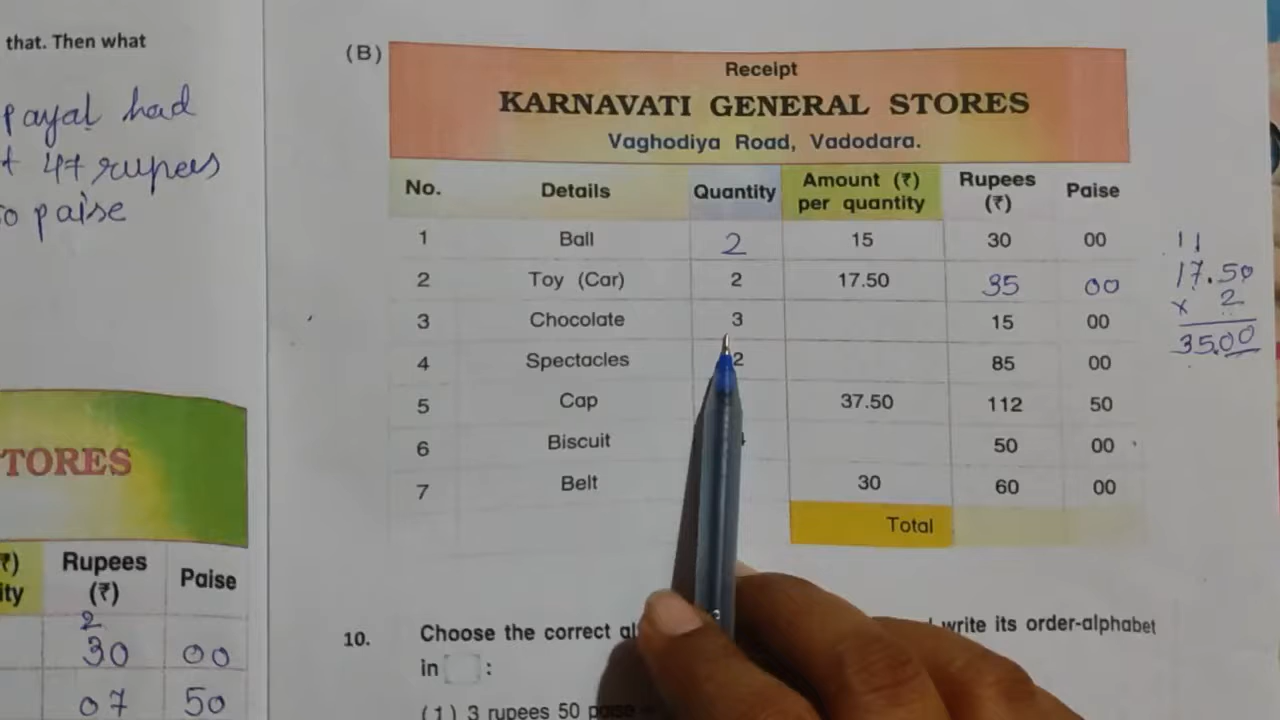 that. Then what
payal had
47 rupees
paise
TORES
₹)
ity
Rupees
(₹)
Paise
2
30 00
07 50
(B)
Receipt
KARNAVATI GENERAL STORES
Vaghodiya Road, Vadodara.
No. Details Quantity Amount (₹) per quantity Rupees (₹) Paise
1 Ball 2 15 30 00
2 Toy (Car) 2 17.50 35 00
3 Chocolate 3 15 00
4 Spectacles 2 85 00
5 Cap 37.50 112 50
6 Biscuit 50 00
7 Belt 30 60 00
Total
11
17.50
x 2
35.00
10. Choose the correct write its order-alphabet
in :
(1) 3 rupees 50